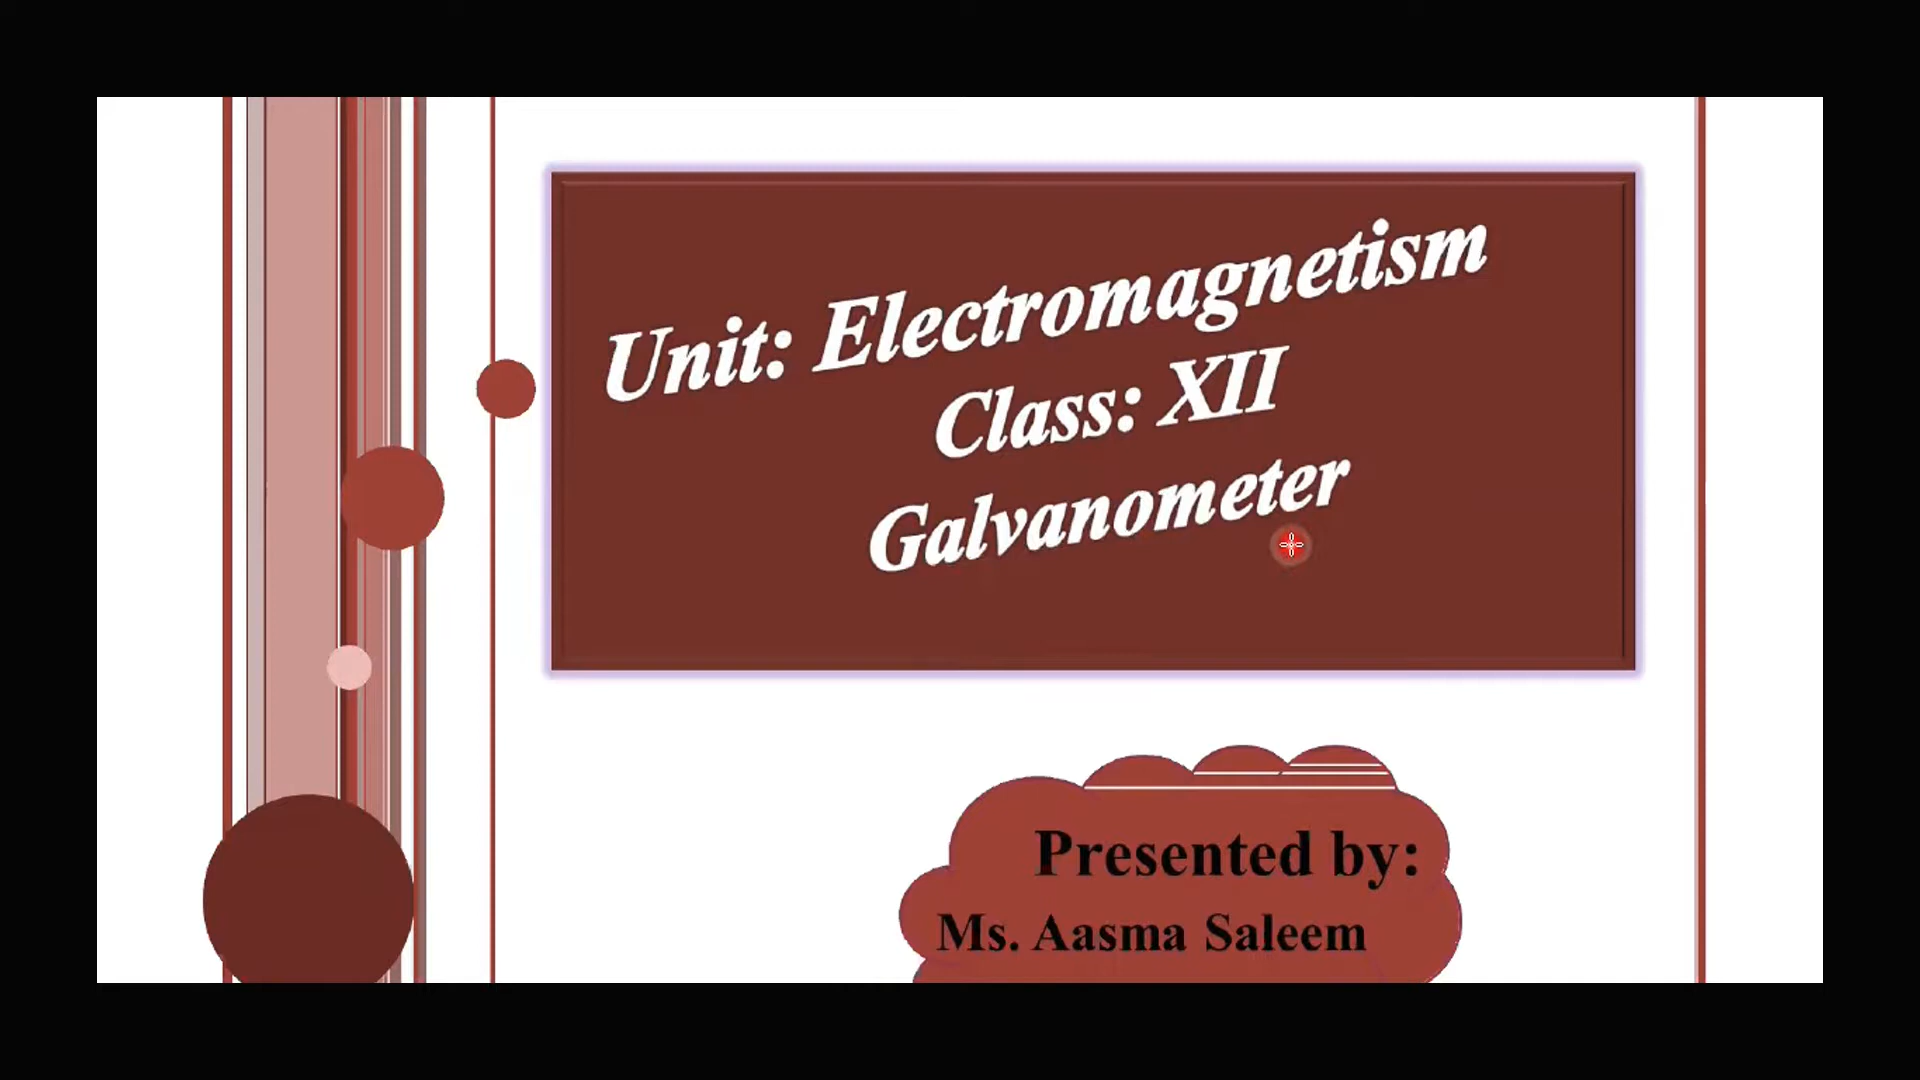 Unit: Electromagnetism
Class: XII
Galvanometer
Presented by:
Ms. Aasma Saleem